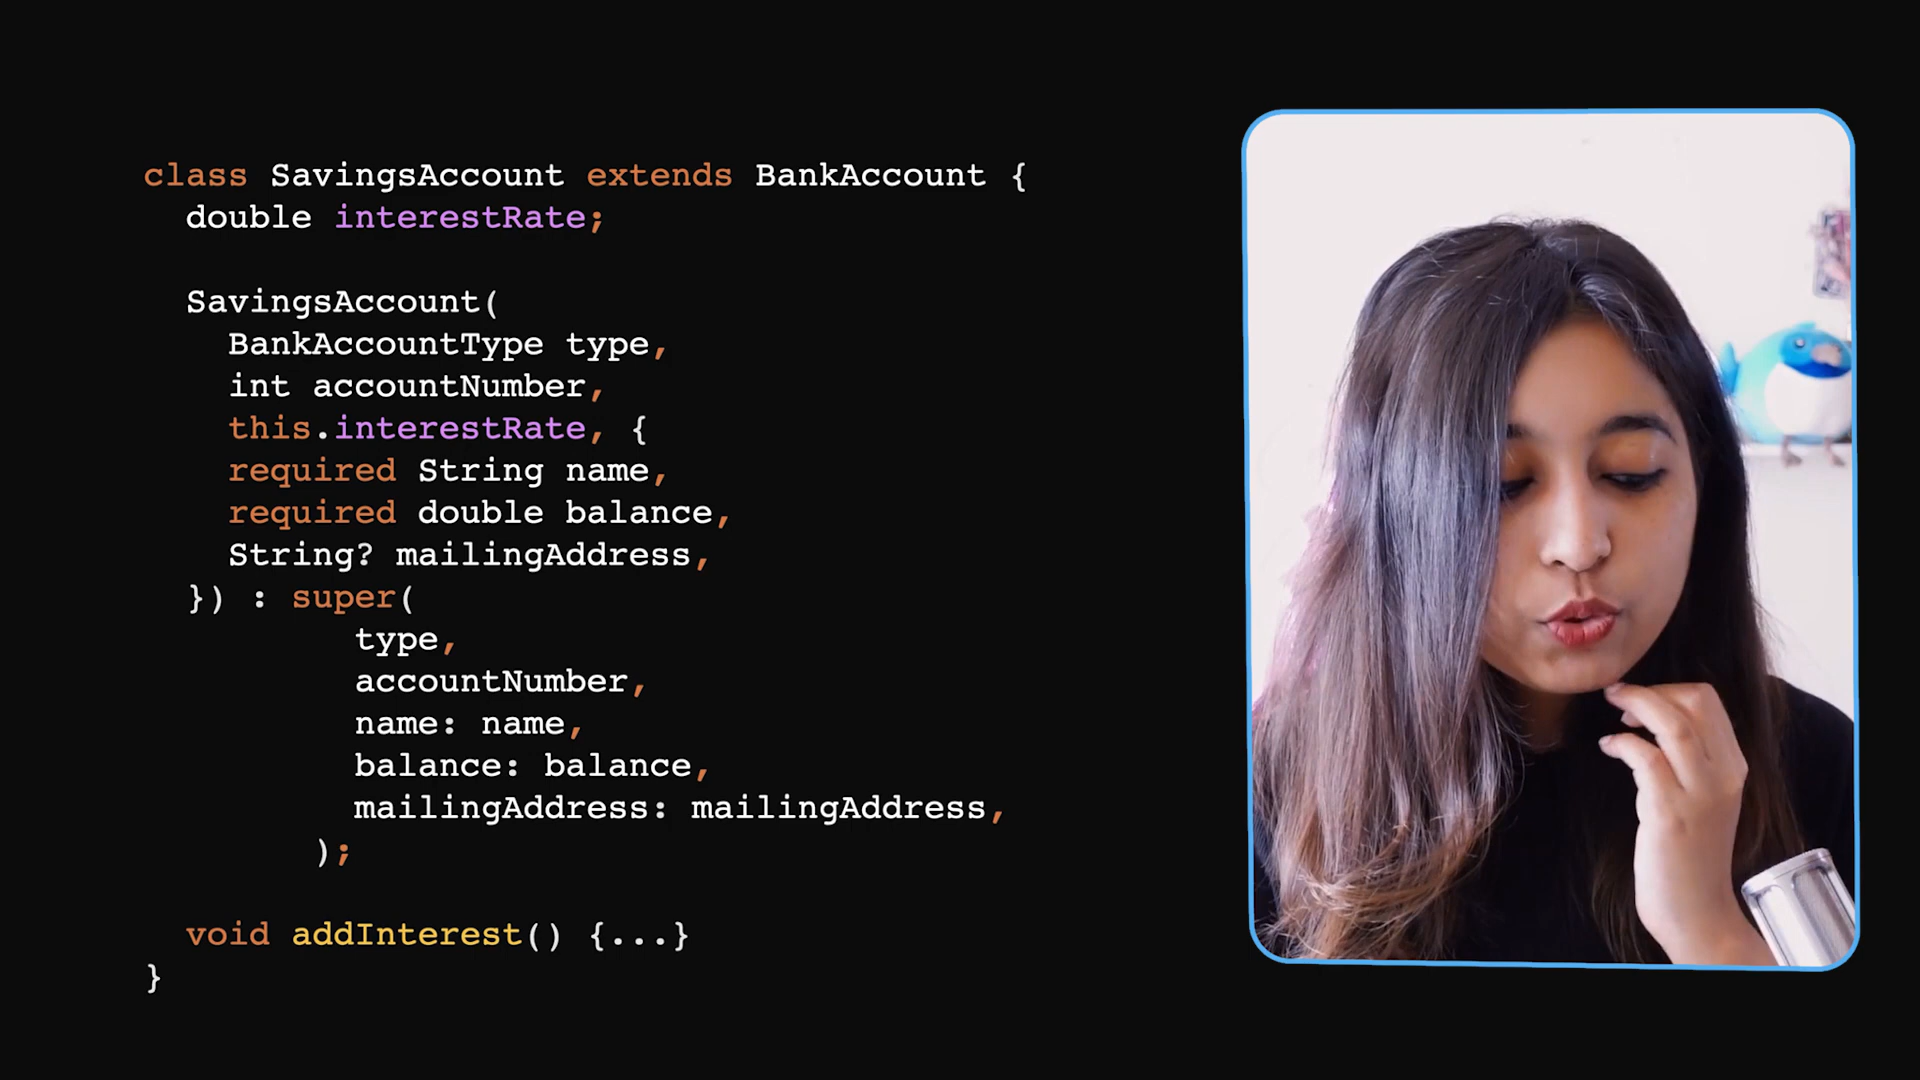 class SavingsAccount extends BankAccount {
double interestRate;
SavingsAccount(
BankAccountType type,
int accountNumber,
this.interestRate, {
required String name,
required double balance,
String? mailingAddress,
}) : super(
type,
accountNumber,
name: name,
balance: balance,
mailingAddress: mailingAddress,
);
void addInterest() {...}
}